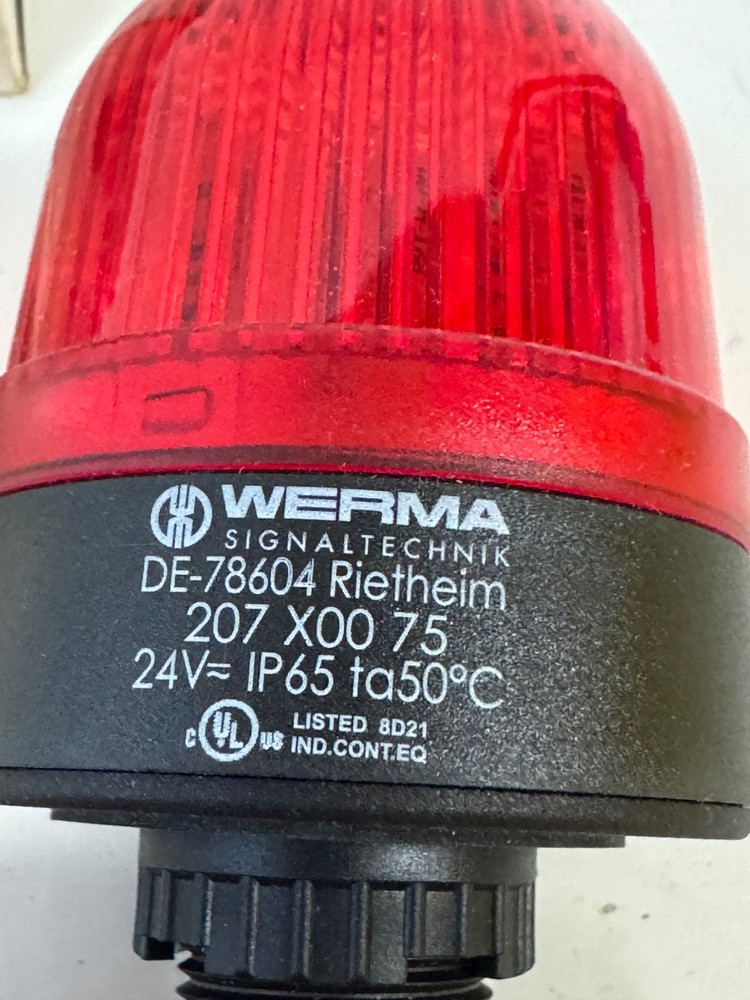 WERMA
SIGNALTECHNIK
DE-78604 Rietheim
207 X00 75
24V≂ IP65 ta50°C
c UL us LISTED 8D21
IND.CONT.EQ